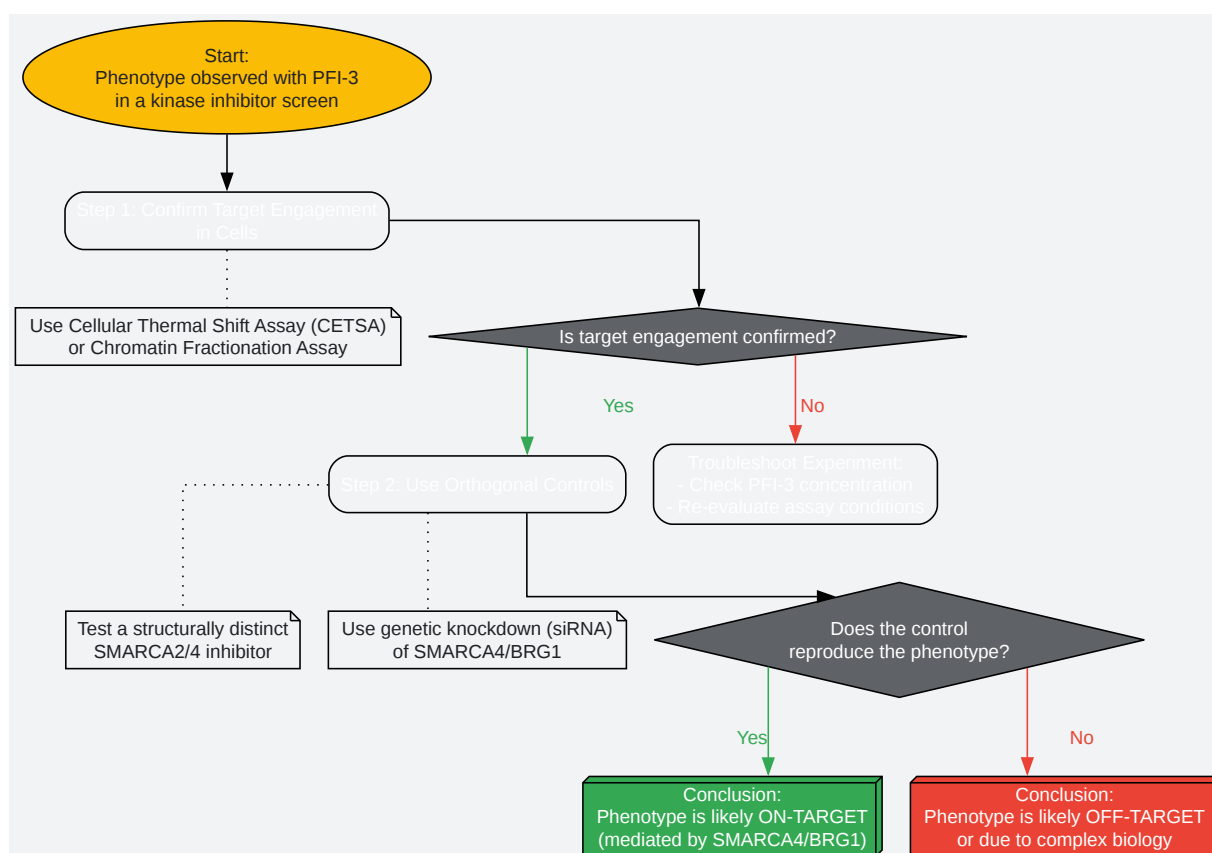 Start:
Phenotype observed with PFI-3
in a kinase inhibitor screen
Step 1: Confirm Target Engagement
in Cells
Use Cellular Thermal Shift Assay (CETSA)
or Chromatin Fractionation Assay
Is target engagement confirmed?
Yes
No
Step 2: Use Orthogonal Controls
Troubleshoot Experiment:
- Check PFI-3 concentration
- Re-evaluate assay conditions
Test a structurally distinct
SMARCA2/4 inhibitor
Use genetic knockdown (siRNA)
of SMARCA4/BRG1
Does the control
reproduce the phenotype?
Yes
No
Conclusion:
Phenotype is likely ON-TARGET
(mediated by SMARCA4/BRG1)
Conclusion:
Phenotype is likely OFF-TARGET
or due to complex biology